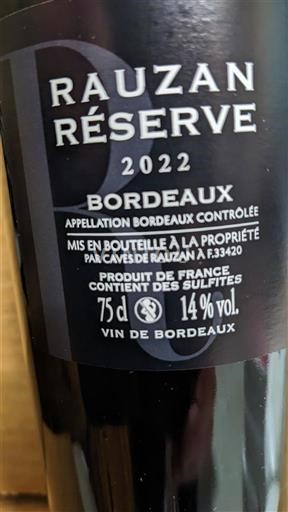 RAUZAN
RÉSERVE
2022
BORDEAUX
APPELLATION BORDEAUX CONTRÔLÉE
MIS EN BOUTEILLE À LA PROPRIÉTÉ
PAR CAVES DE RAUZAN À F.33420
PRODUIT DE FRANCE
CONTIENT DES SULFITES
75 cl 14 % vol.
VIN DE BORDEAUX